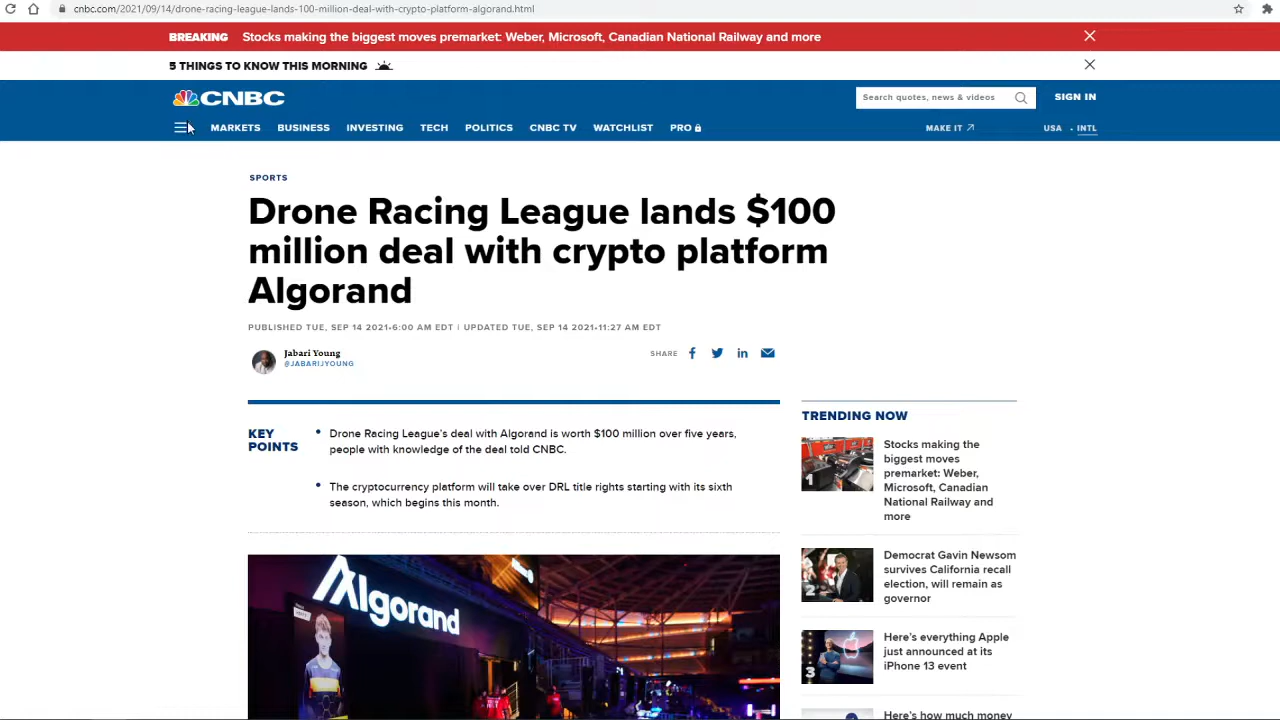 cnbc.com/2021/09/14/drone-racing-league-lands-100-million-deal-with-crypto-platform-algorand.html
BREAKING Stocks making the biggest moves premarket: Weber, Microsoft, Canadian National Railway and more
5 THINGS TO KNOW THIS MORNING
CNBC
Search quotes, news & videos
SIGN IN
MARKETS BUSINESS INVESTING TECH POLITICS CNBC TV WATCHLIST PRO
MAKE IT
USA • INTL
SPORTS
Drone Racing League lands $100
million deal with crypto platform
Algorand
PUBLISHED TUE, SEP 14 2021•6:00 AM EDT | UPDATED TUE, SEP 14 2021•11:27 AM EDT
Jabari Young
@JABARIJYOUNG
SHARE
KEY
POINTS
• Drone Racing League's deal with Algorand is worth $100 million over five years,
people with knowledge of the deal told CNBC.
• The cryptocurrency platform will take over DRL title rights starting with its sixth
season, which begins this month.
Algorand
TRENDING NOW
1
Stocks making the
biggest moves
premarket: Weber,
Microsoft, Canadian
National Railway and
more
2
Democrat Gavin Newsom
survives California recall
election, will remain as
governor
3
Here's everything Apple
just announced at its
iPhone 13 event
Here's how much money